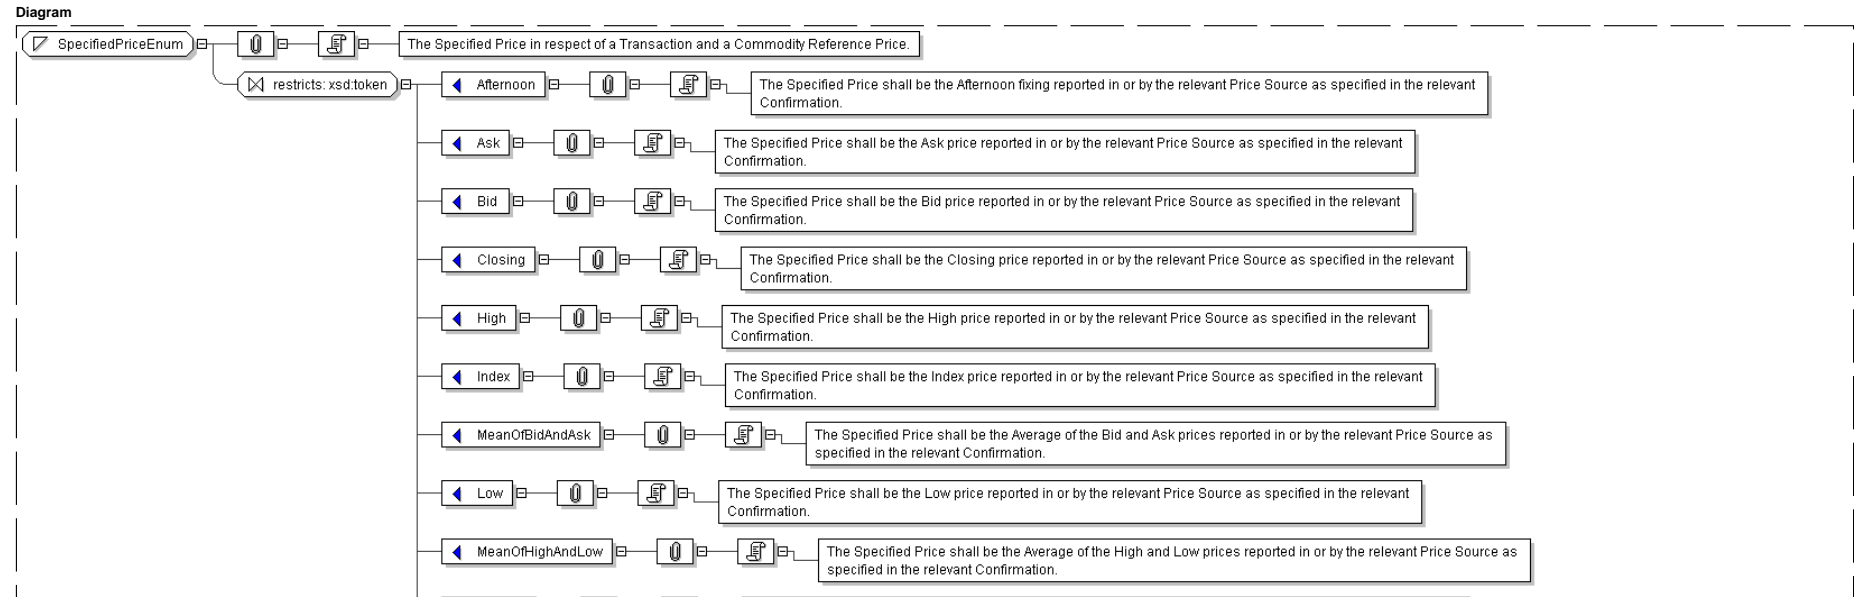 Diagram
SpecifiedPriceEnum
The Specified Price in respect of a Transaction and a Commodity Reference Price.
restricts: xsd:token
Afternoon
The Specified Price shall be the Afternoon fixing reported in or by the relevant Price Source as specified in the relevant
Confirmation.
Ask
The Specified Price shall be the Ask price reported in or by the relevant Price Source as specified in the relevant
Confirmation.
Bid
The Specified Price shall be the Bid price reported in or by the relevant Price Source as specified in the relevant
Confirmation.
Closing
The Specified Price shall be the Closing price reported in or by the relevant Price Source as specified in the relevant
Confirmation.
High
The Specified Price shall be the High price reported in or by the relevant Price Source as specified in the relevant
Confirmation.
Index
The Specified Price shall be the Index price reported in or by the relevant Price Source as specified in the relevant
Confirmation.
MeanOfBidAndAsk
The Specified Price shall be the Average of the Bid and Ask prices reported in or by the relevant Price Source as
specified in the relevant Confirmation.
Low
The Specified Price shall be the Low price reported in or by the relevant Price Source as specified in the relevant
Confirmation.
MeanOfHighAndLow
The Specified Price shall be the Average of the High and Low prices reported in or by the relevant Price Source as
specified in the relevant Confirmation.